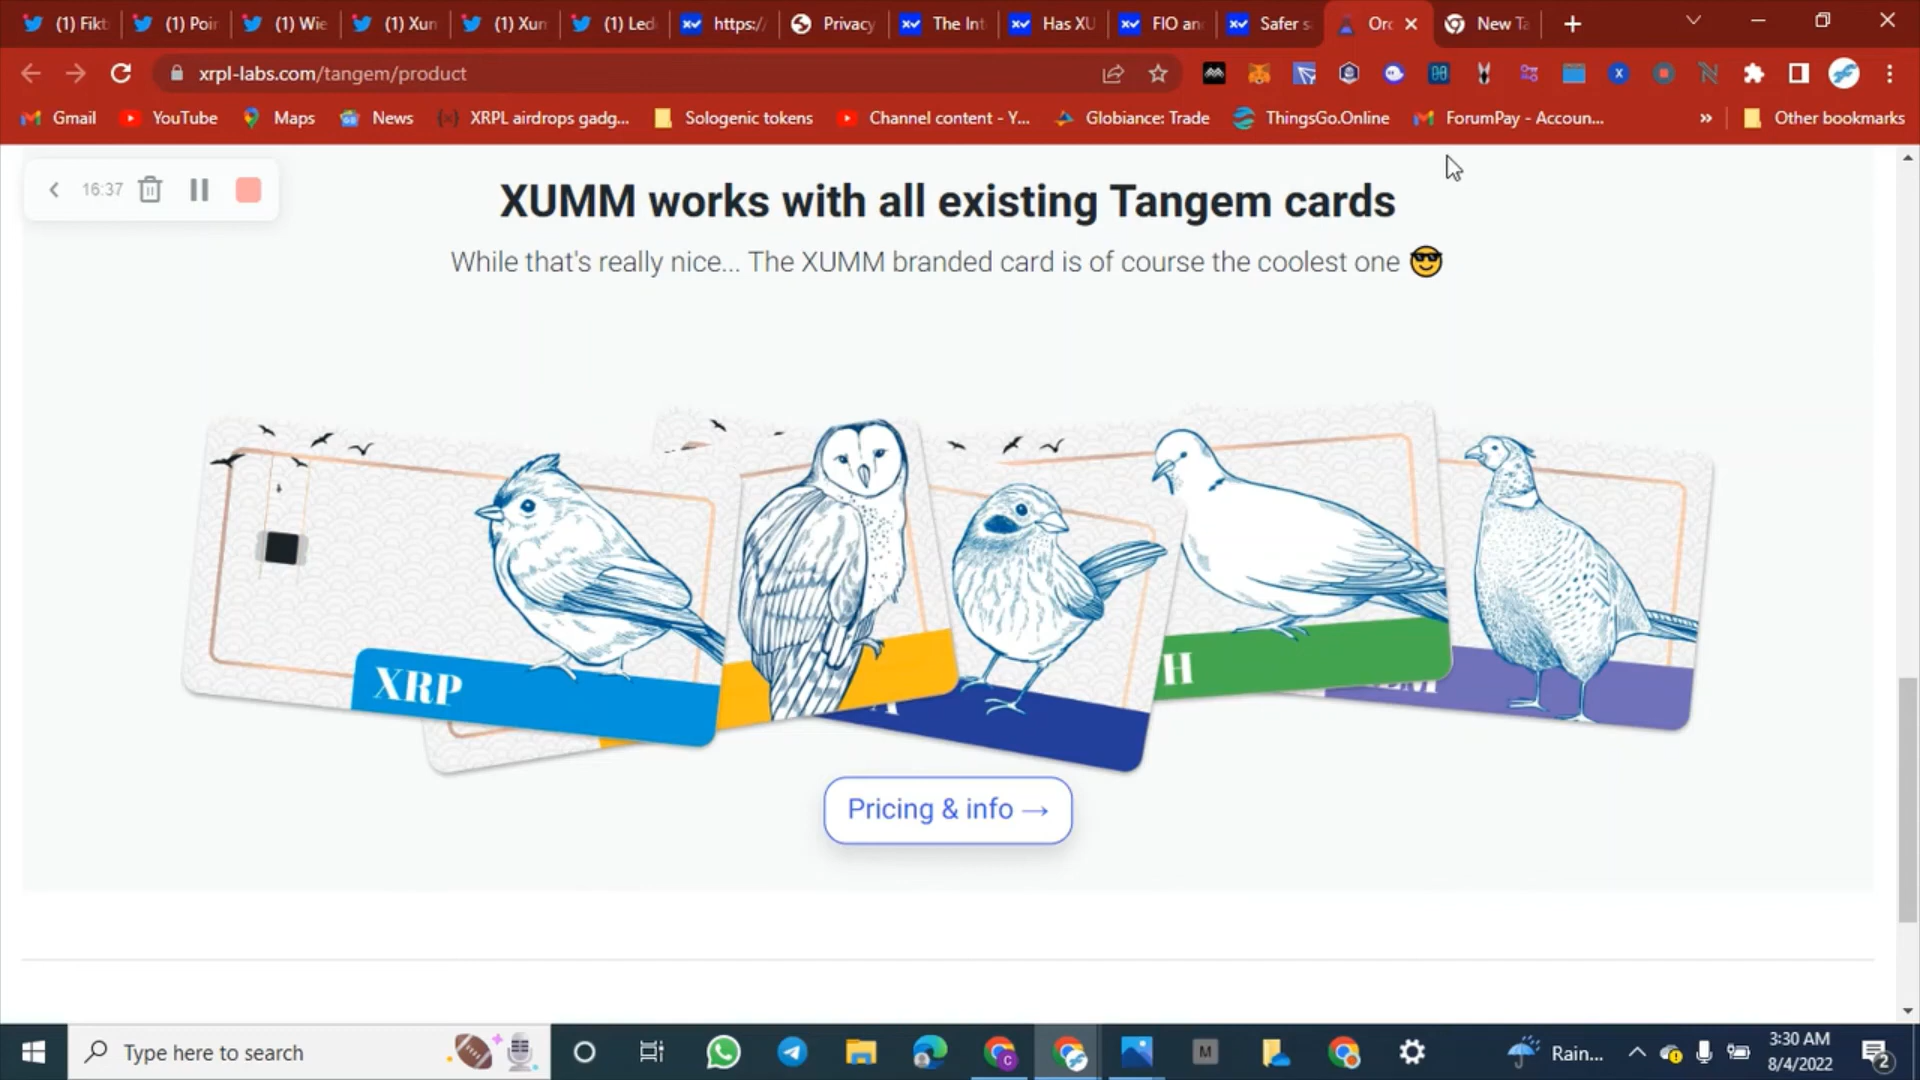 (1) Fikt
(1) Poir
(1) Wie
(1) Xum
(1) Xum
(1) Led
https:/
Privacy
The Int
Has XU
FIO an
Safer s
Ord
New Ta
xrpl-labs.com/tangem/product
Gmail
YouTube
Maps
News
XRPL airdrops gadg...
Sologenic tokens
Channel content - Y...
Globiance: Trade
ThingsGo.Online
ForumPay - Accoun...
Other bookmarks
16:37
XUMM works with all existing Tangem cards
While that's really nice... The XUMM branded card is of course the coolest one 😎
XRP
A
H
Pricing & info →
Type here to search
M
Rain...
3:30 AM
8/4/2022
2